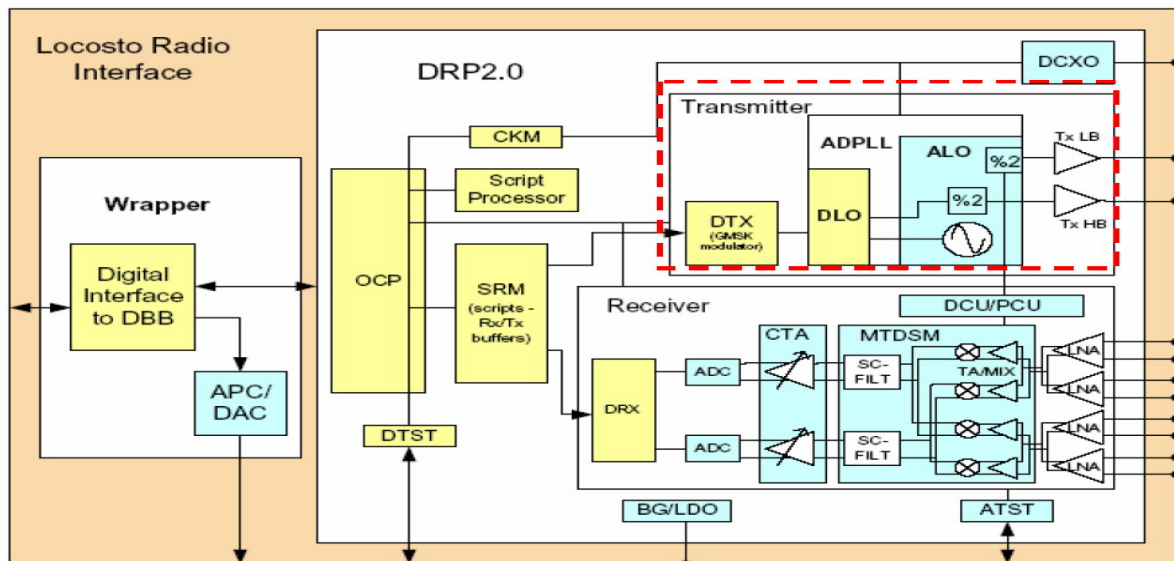 Locosto Radio
Interface
DRP2.0
DCXO
Transmitter
CKM
ADPLL
ALO
Tx LB
%2
Script
Processor
Wrapper
DTX
(GMSK
modulator)
DLO
%2
Tx HB
Digital
Interface
to DBB
OCP
SRM
(scripts -
Rx/Tx
buffers)
Receiver
DCU/PCU
CTA
MTDSM
APC/
DAC
ADC
SC-
FILT
TA/MIX
LNA
LNA
DRX
DTST
ADC
SC-
FILT
LNA
LNA
BG/LDO
ATST